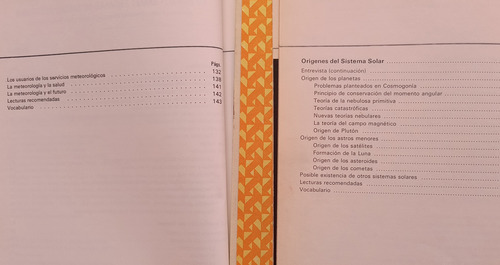 Págs.
Los usuarios de los servicios meteorológicos 132
La meteorología y la salud 138
La meteorología y el futuro 141
Lecturas recomendadas 142
Vocabulario 143
Orígenes del Sistema Solar
Entrevista (continuación)
Origen de los planetas
Problemas planteados en Cosmogonía
Principio de conservación del momento angular
Teoría de la nebulosa primitiva
Teorías catastróficas
Nuevas teorías nebulares
La teoría del campo magnético
Origen de Plutón
Origen de los astros menores
Origen de los satélites
Formación de la Luna
Origen de los asteroides
Origen de los cometas
Posible existencia de otros sistemas solares
Lecturas recomendadas
Vocabulario